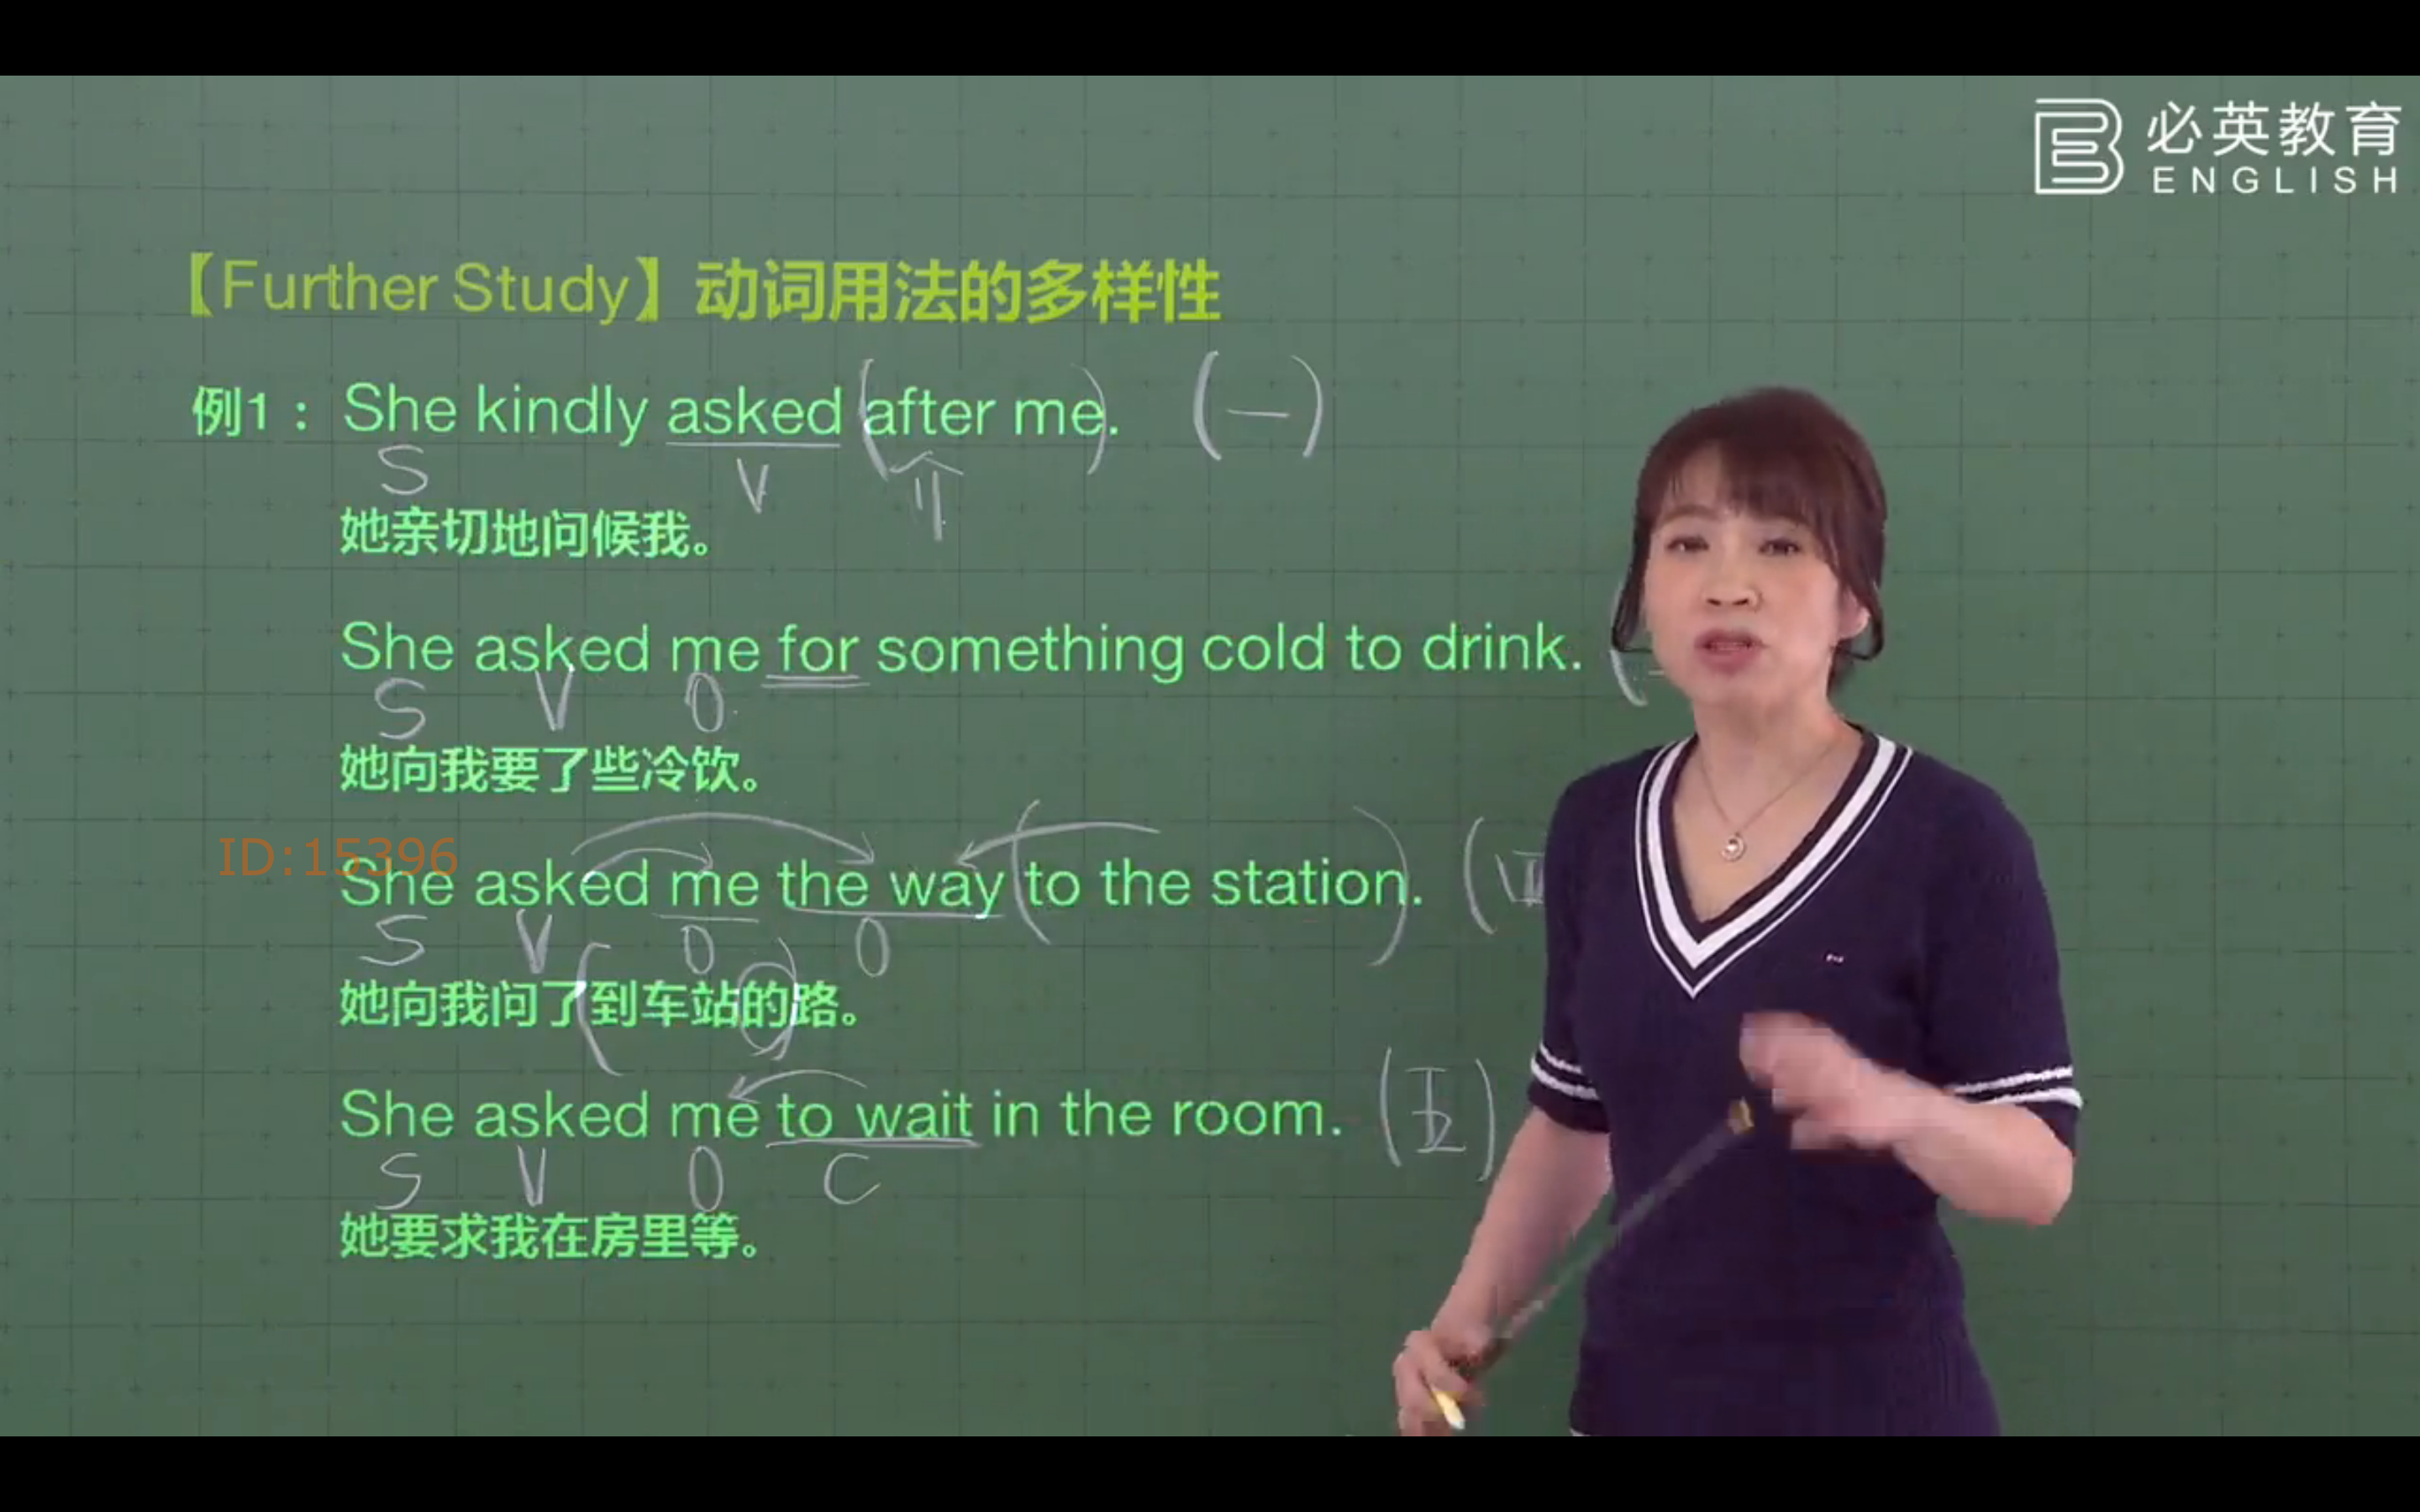 必英教育
ENGLISH
【Further Study】动词用法的多样性
例1：She kindly asked (after me). (一)
S V 介
她亲切地问候我。
She asked me for something cold to drink. (
S V O
她向我要了些冷饮。
ID:15396
She asked me the way (to the station). (四
S V O O
她向我问了(到车站的)路。
She asked me to wait in the room. (五)
S V O C
她要求我在房里等。